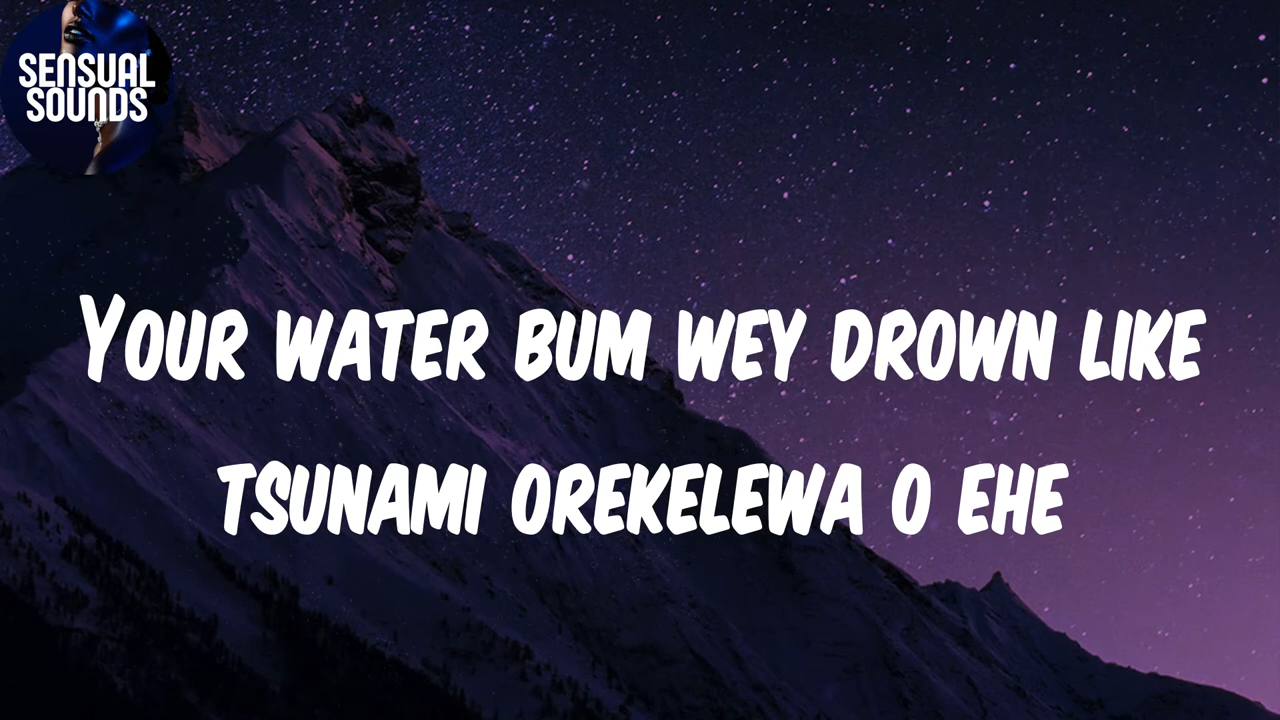 SENSUAL
SOUNDS
YOUR WATER BUM WEY DROWN LIKE
TSUNAMI OREKELEWA O EHE